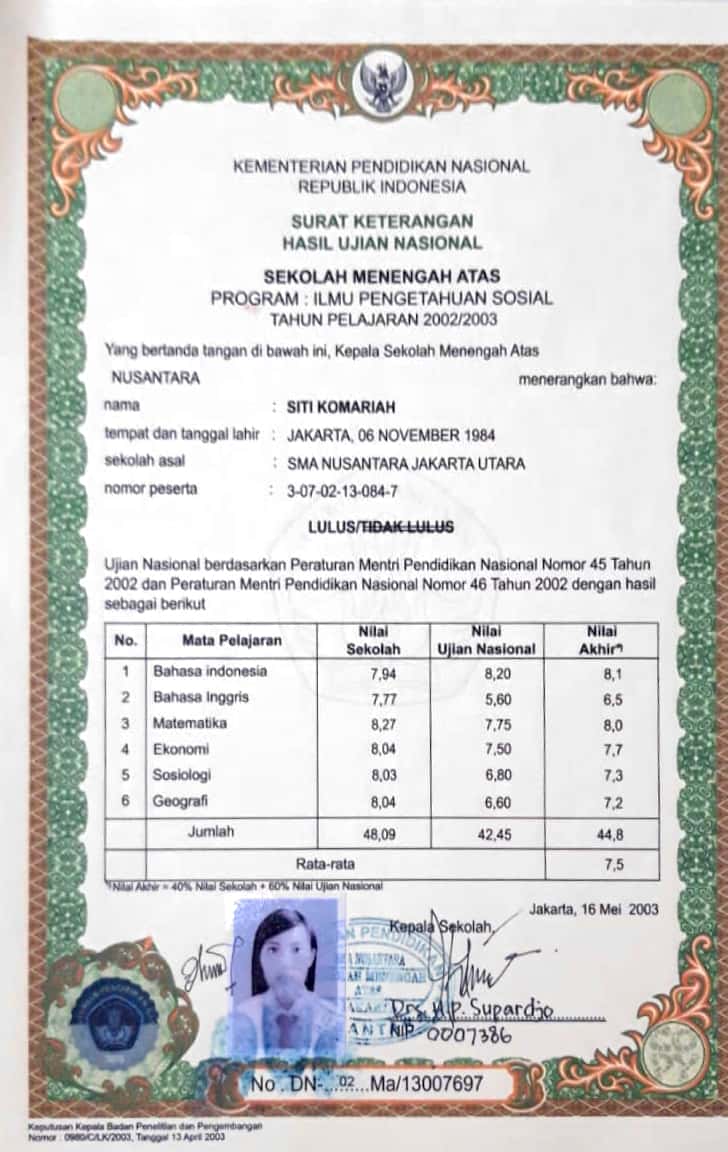 KEMENTERIAN PENDIDIKAN NASIONAL
REPUBLIK INDONESIA
SURAT KETERANGAN
HASIL UJIAN NASIONAL
SEKOLAH MENENGAH ATAS
PROGRAM : ILMU PENGETAHUAN SOSIAL
TAHUN PELAJARAN 2002/2003
Yang bertanda tangan di bawah ini, Kepala Sekolah Menengah Atas
NUSANTARA menerangkan bahwa:
nama : SITI KOMARIAH
tempat dan tanggal lahir : JAKARTA, 06 NOVEMBER 1984
sekolah asal : SMA NUSANTARA JAKARTA UTARA
nomor peserta : 3-07-02-13-084-7
LULUS/TIDAK LULUS
Ujian Nasional berdasarkan Peraturan Mentri Pendidikan Nasional Nomor 45 Tahun
2002 dan Peraturan Mentri Pendidikan Nasional Nomor 46 Tahun 2002 dengan hasil
sebagai berikut
No. Mata Pelajaran Nilai Sekolah Nilai Ujian Nasional Nilai Akhir*)
1 Bahasa indonesia 7,94 8,20 8,1
2 Bahasa Inggris 7,77 5,60 6,5
3 Matematika 8,27 7,75 8,0
4 Ekonomi 8,04 7,50 7,7
5 Sosiologi 8,03 6,80 7,3
6 Geografi 8,04 6,60 7,2
Jumlah 48,09 42,45 44,8
Rata-rata 7,5
*)Nilai Akhir = 40% Nilai Sekolah + 60% Nilai Ujian Nasional
Jakarta, 16 Mei 2003
Kepala Sekolah,
PENDIDIKAN
NUSANTARA
MENENGAH
ATAS
Drs. H.P. Supardjo
NIP. 0007386
No . DN-...02...Ma/13007697
Keputusan Kepala Badan Penelitian dan Pengembangan
Nomor : 0980/C/LK/2003, Tanggal 13 April 2003